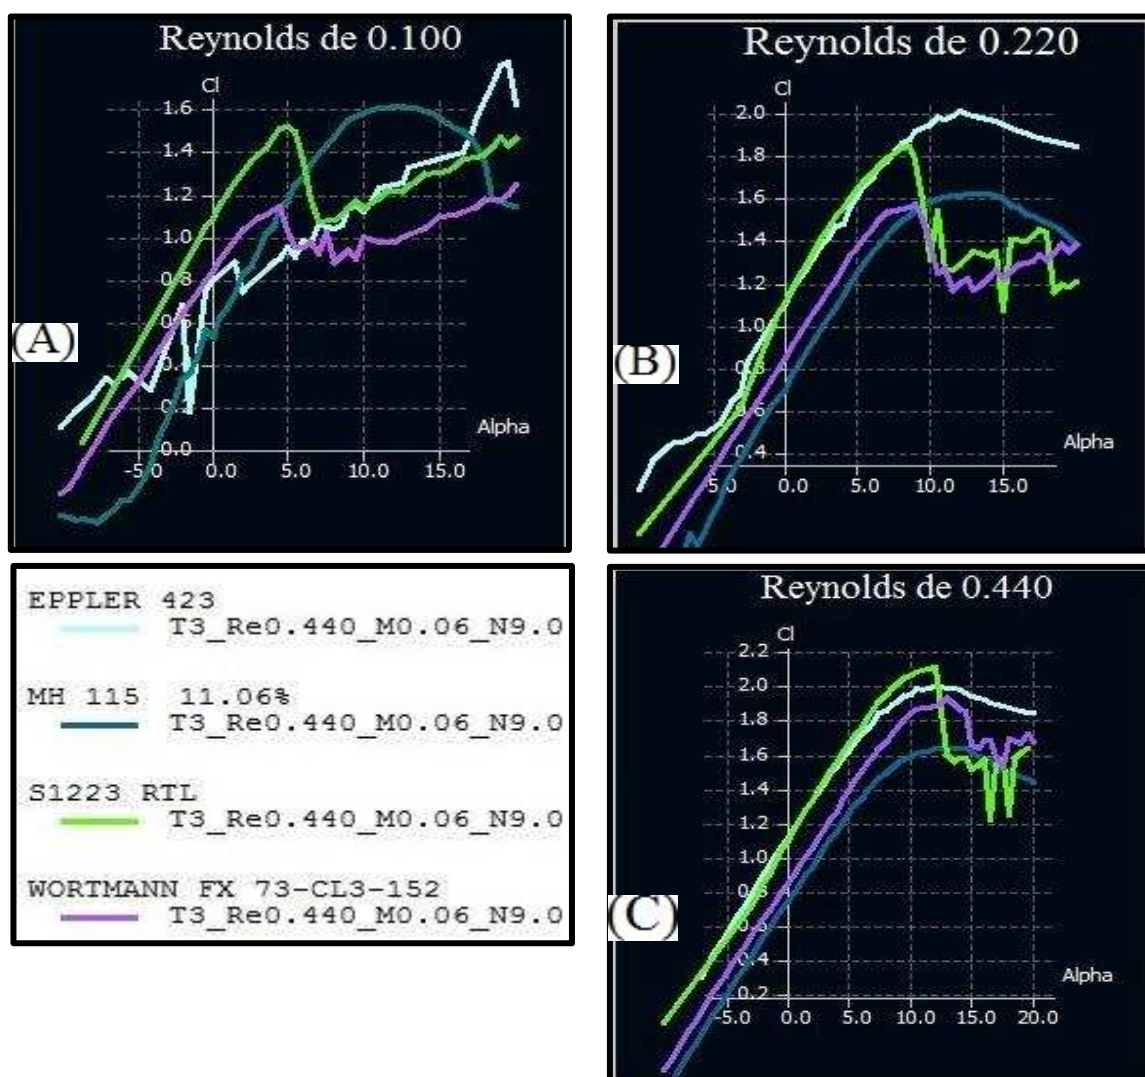 Reynolds de 0.100
Cl
1.6
1.4
1.2
1.0
0.8
0.0
Alpha
0.0 5.0 10.0 15.0
(A)
Reynolds de 0.220
Cl
2.0
1.8
1.6
1.4
1.2
1.0
0.8
0.4
Alpha
0.0 5.0 10.0 15.0
(B)
EPPLER 423
T3_Re0.440_M0.06_N9.0
MH 115 11.06%
T3_Re0.440_M0.06_N9.0
S1223 RTL
T3_Re0.440_M0.06_N9.0
WORTMANN FX 73-CL3-152
T3_Re0.440_M0.06_N9.0
Reynolds de 0.440
Cl
2.2
2.0
1.8
1.6
1.4
1.2
1.0
0.4
0.2
Alpha
-5.0 0.0 5.0 10.0 15.0 20.0
(C)